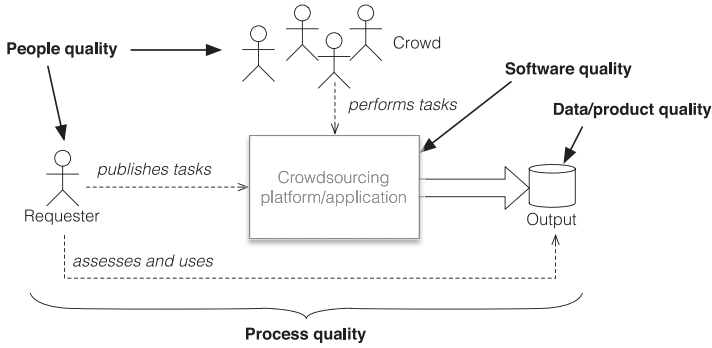 People quality
Crowd
Software quality
performs tasks
Data/product quality
publishes tasks
Crowdsourcing
platform/application
Requester
Output
assesses and uses
Process quality